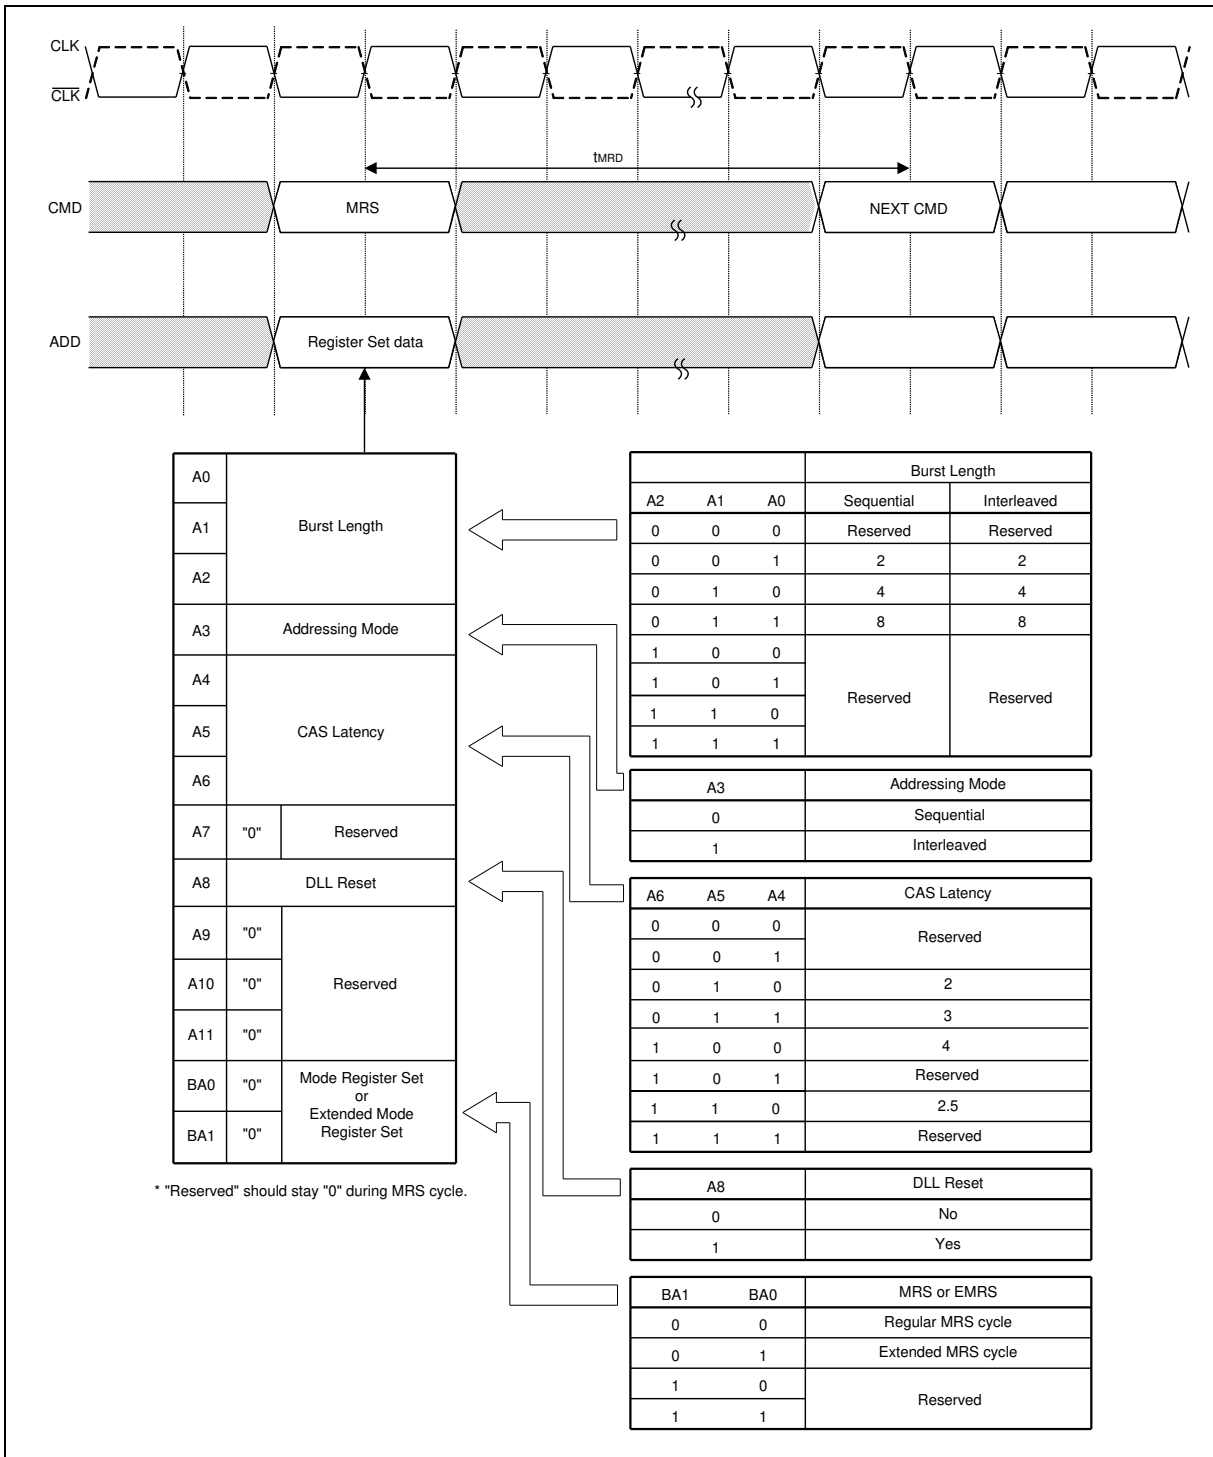 CLK
CLK
tMRD
CMD MRS NEXT CMD
ADD Register Set data
A0
A1 Burst Length
A2
A3 Addressing Mode
A4
A5 CAS Latency
A6
A7 "0" Reserved
A8 DLL Reset
A9 "0"
A10 "0" Reserved
A11 "0"
BA0 "0" Mode Register Set
or
Extended Mode
BA1 "0" Register Set
* "Reserved" should stay "0" during MRS cycle.
Burst Length
A2 A1 A0 Sequential Interleaved
0 0 0 Reserved Reserved
0 0 1 2 2
0 1 0 4 4
0 1 1 8 8
1 0 0
1 0 1
Reserved Reserved
1 1 0
1 1 1
A3 Addressing Mode
0 Sequential
1 Interleaved
A6 A5 A4 CAS Latency
0 0 0
Reserved
0 0 1
0 1 0 2
0 1 1 3
1 0 0 4
1 0 1 Reserved
1 1 0 2.5
1 1 1 Reserved
A8 DLL Reset
0 No
1 Yes
BA1 BA0 MRS or EMRS
0 0 Regular MRS cycle
0 1 Extended MRS cycle
1 0
Reserved
1 1